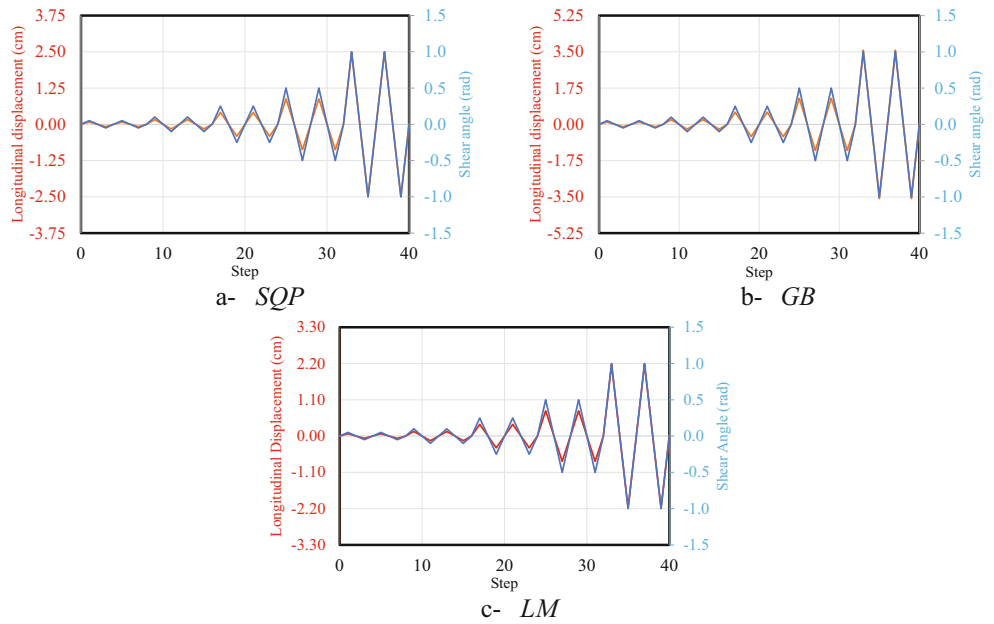 Longitudinal displacement (cm)
3.75
2.50
1.25
0.00
-1.25
-2.50
-3.75
1.5
1.0
0.5
0.0
-0.5
-1.0
-1.5
Shear angle (rad)
0 10 20 30 40
Step
a- SQP
Longitudinal displacement (cm)
5.25
3.50
1.75
0.00
-1.75
-3.50
-5.25
1.5
1.0
0.5
0.0
-0.5
-1.0
-1.5
Shear angle (rad)
0 10 20 30 40
Step
b- GB
Longitudinal Displacement (cm)
3.30
2.20
1.10
0.00
-1.10
-2.20
-3.30
1.5
1.0
0.5
0.0
-0.5
-1.0
-1.5
Shear Angle (rad)
0 10 20 30 40
Step
c- LM